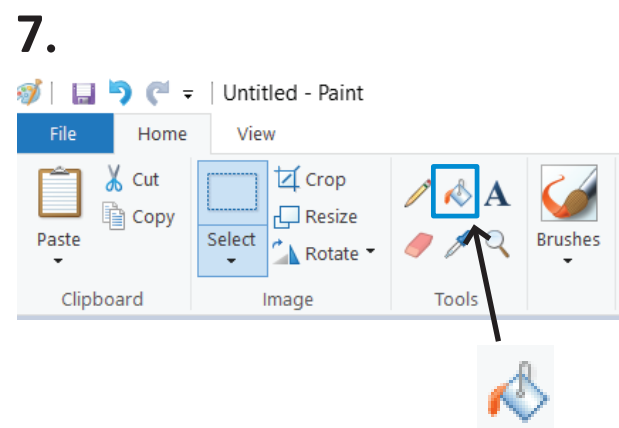 7.
Untitled - Paint
File Home View
Cut
Crop
A
Copy
Resize
Paste
Select
Rotate
Brushes
Clipboard Image Tools